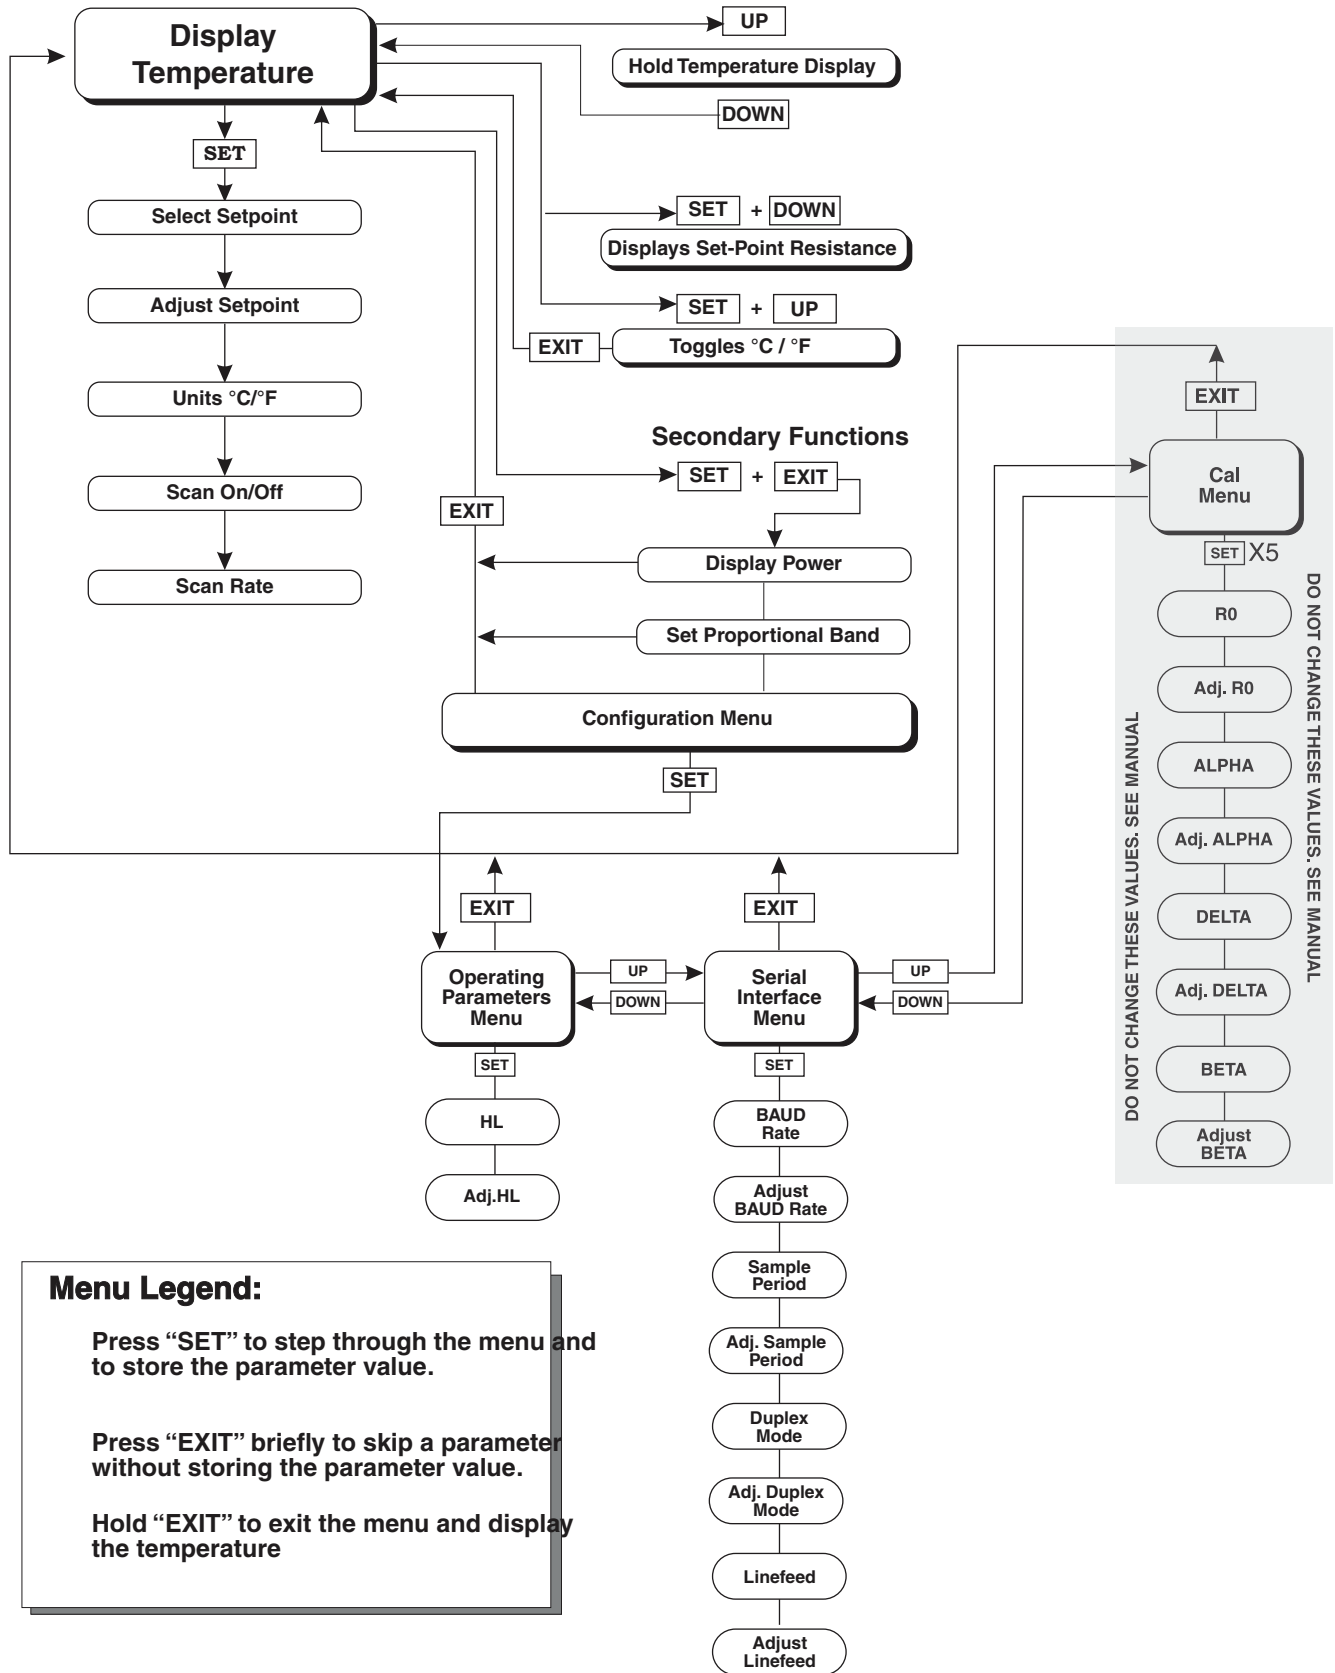 Display
Temperature
UP
Hold Temperature Display
DOWN
SET
Select Setpoint
Adjust Setpoint
Units °C/°F
Scan On/Off
Scan Rate
SET + DOWN
Displays Set-Point Resistance
SET + UP
EXIT
Toggles °C / °F
Secondary Functions
SET + EXIT
EXIT
Display Power
Set Proportional Band
Configuration Menu
SET
EXIT
Operating
Parameters
Menu
SET
HL
Adj.HL
UP
DOWN
EXIT
Serial
Interface
Menu
SET
BAUD
Rate
Adjust
BAUD Rate
Sample
Period
Adj. Sample
Period
Duplex
Mode
Adj. Duplex
Mode
Linefeed
Adjust
Linefeed
UP
DOWN
EXIT
Cal
Menu
SET X5
R0
Adj. R0
ALPHA
Adj. ALPHA
DELTA
Adj. DELTA
BETA
Adjust
BETA
DO NOT CHANGE THESE VALUES. SEE MANUAL
DO NOT CHANGE THESE VALUES. SEE MANUAL
Menu Legend:
Press “SET” to step through the menu and
to store the parameter value.
Press “EXIT” briefly to skip a parameter
without storing the parameter value.
Hold “EXIT” to exit the menu and display
the temperature